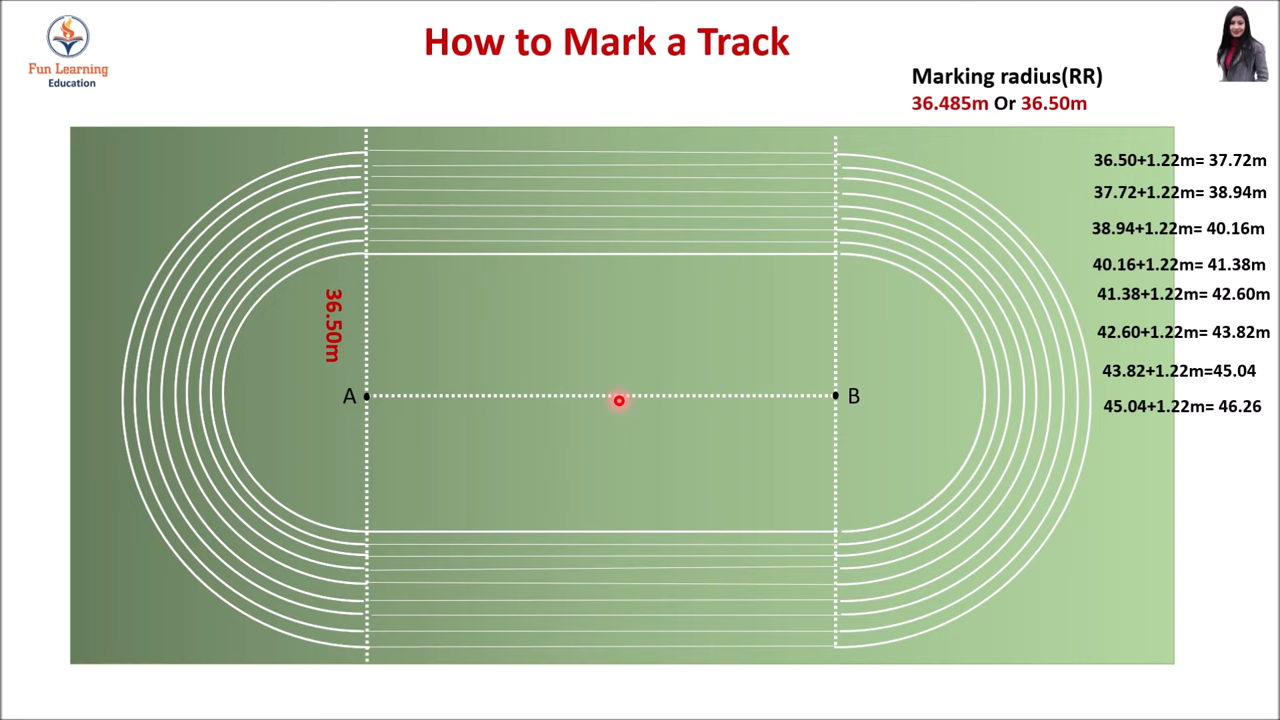 Fun Learning
Education
How to Mark a Track
Marking radius(RR)
36.485m Or 36.50m
36.50+1.22m= 37.72m
37.72+1.22m= 38.94m
38.94+1.22m= 40.16m
40.16+1.22m= 41.38m
41.38+1.22m= 42.60m
42.60+1.22m= 43.82m
43.82+1.22m=45.04
45.04+1.22m= 46.26
36.50m
A
B